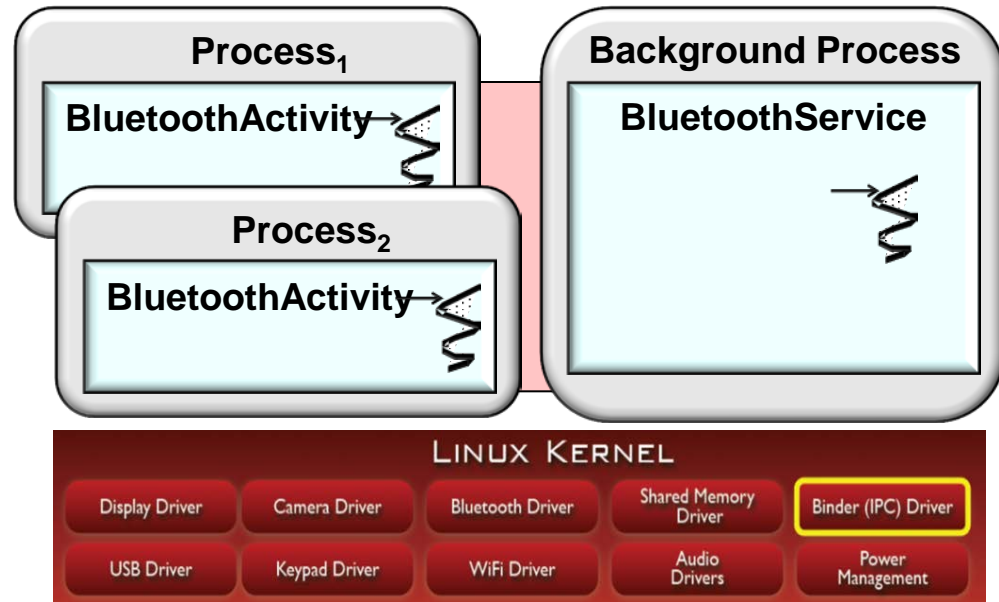 Process₁
BluetoothActivity
Process₂
BluetoothActivity
Background Process
BluetoothService
LINUX KERNEL
Display Driver
Camera Driver
Bluetooth Driver
Shared Memory
Driver
Binder (IPC) Driver
USB Driver
Keypad Driver
WiFi Driver
Audio
Drivers
Power
Management